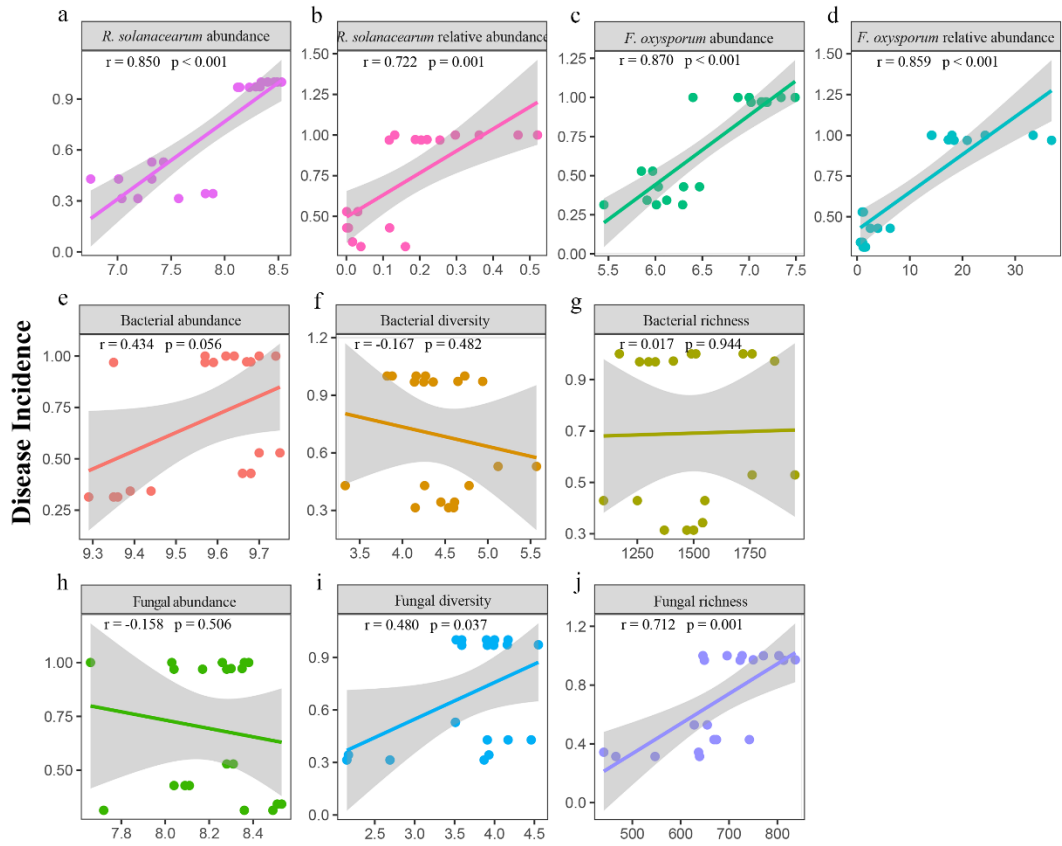 a
R. solanacearum abundance
r = 0.850 p < 0.001
0.9
0.6
0.3
0.0
7.0 7.5 8.0 8.5
b
R. solanacearum relative abundance
r = 0.722 p = 0.001
1.50
1.25
1.00
0.75
0.50
0.0 0.1 0.2 0.3 0.4 0.5
c
F. oxysporum abundance
r = 0.870 p < 0.001
1.25
1.00
0.75
0.50
0.25
0.00
5.5 6.0 6.5 7.0 7.5
d
F. oxysporum relative abundance
r = 0.859 p < 0.001
1.50
1.25
1.00
0.75
0.50
0 10 20 30
Disease Incidence
e
Bacterial abundance
r = 0.434 p = 0.056
1.00
0.75
0.50
0.25
9.3 9.4 9.5 9.6 9.7
f
Bacterial diversity
r = -0.167 p = 0.482
1.2
0.9
0.6
0.3
3.5 4.0 4.5 5.0 5.5
g
Bacterial richness
r = 0.017 p = 0.944
0.9
0.7
0.5
0.3
1250 1500 1750
h
Fungal abundance
r = -0.158 p = 0.506
1.00
0.75
0.50
7.8 8.0 8.2 8.4
i
Fungal diversity
r = 0.480 p = 0.037
0.9
0.6
0.3
0.0
2.5 3.0 3.5 4.0 4.5
j
Fungal richness
r = 0.712 p = 0.001
1.2
0.8
0.4
0.0
500 600 700 800